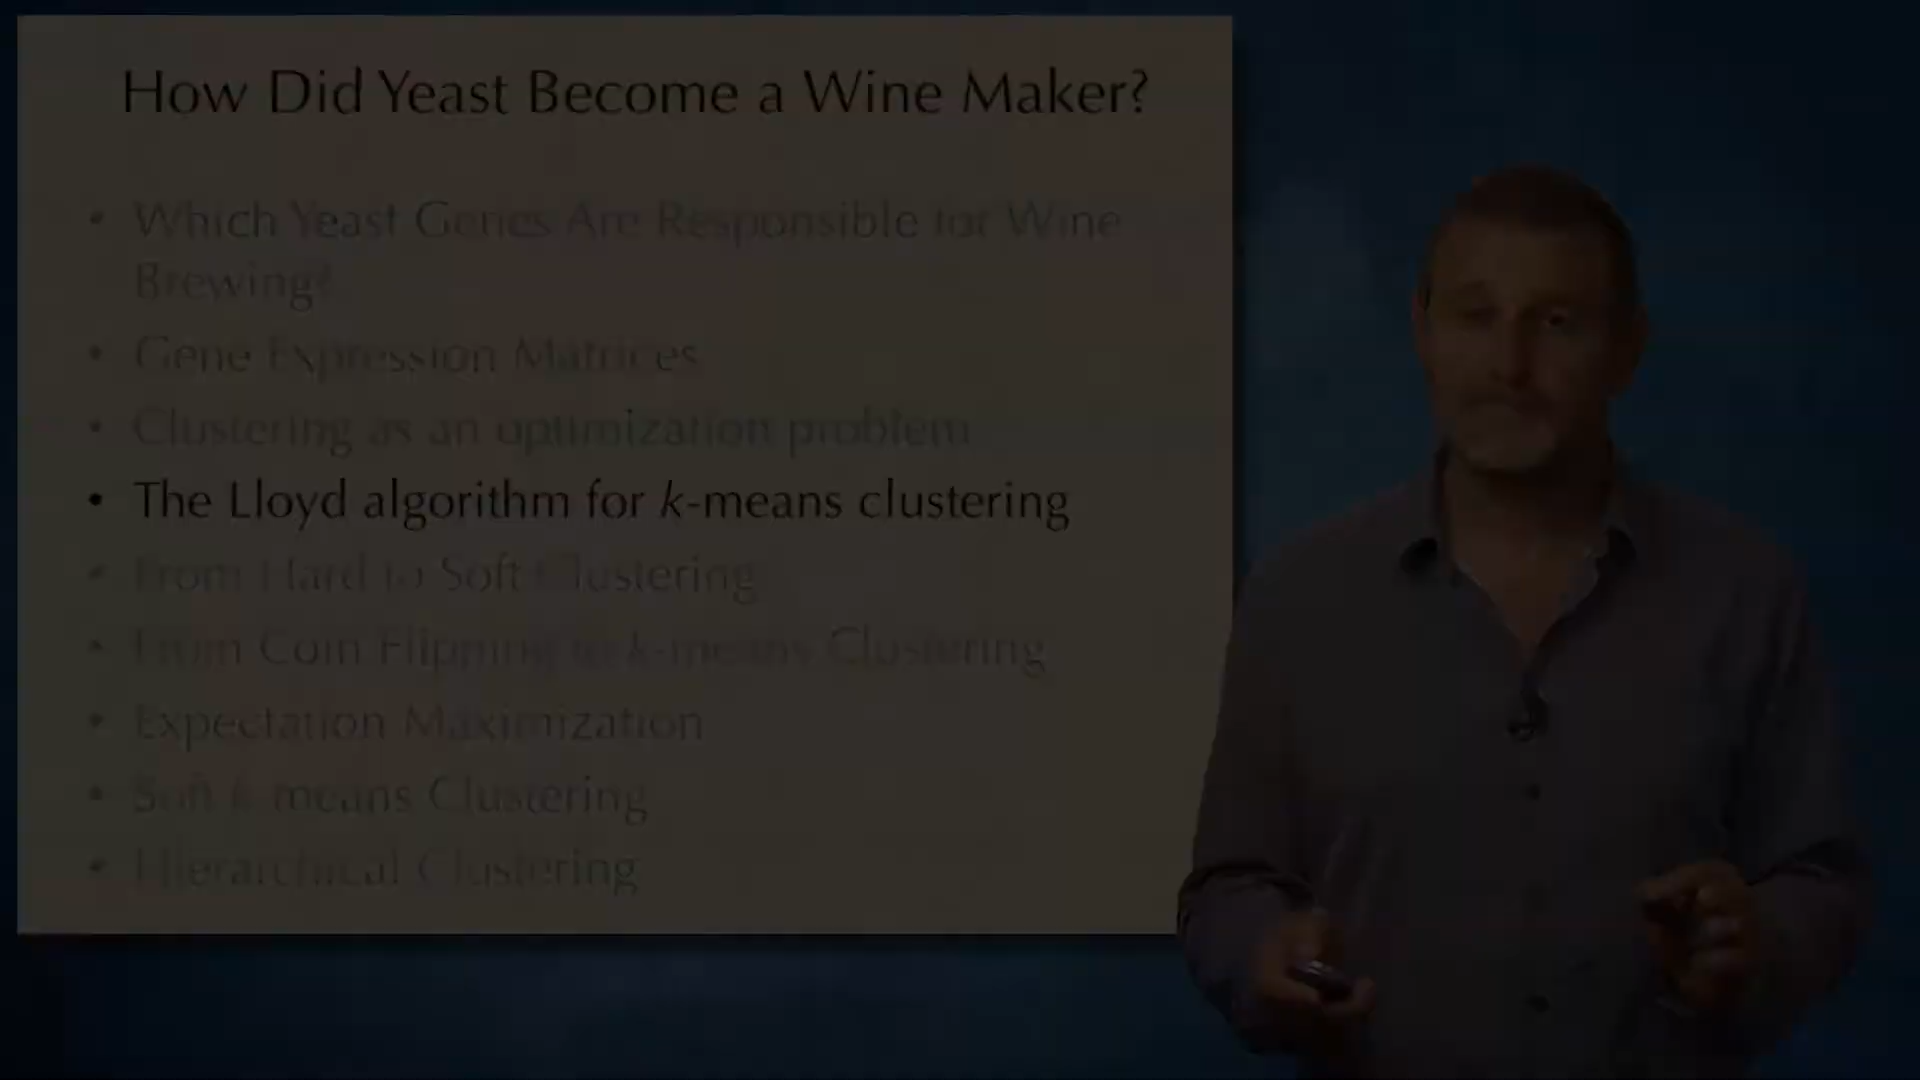 How Did Yeast Become a Wine Maker?
• Which Yeast Genes Are Responsible for Wine
Brewing?
• Gene Expression Matrices
• Clustering as an optimization problem
• The Lloyd algorithm for k-means clustering
• From Hard to Soft Clustering
• From Coin Flipping to k-means Clustering
• Expectation Maximization
• Soft k-means Clustering
• Hierarchical Clustering